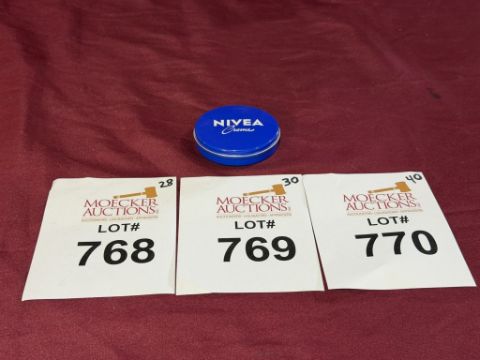 NIVEA
Creme
28
MOECKER
AUCTIONS
LOT#
768
30
MOECKER
AUCTIONS
LOT#
769
40
MOECKER
AUCTIONS
LOT#
770